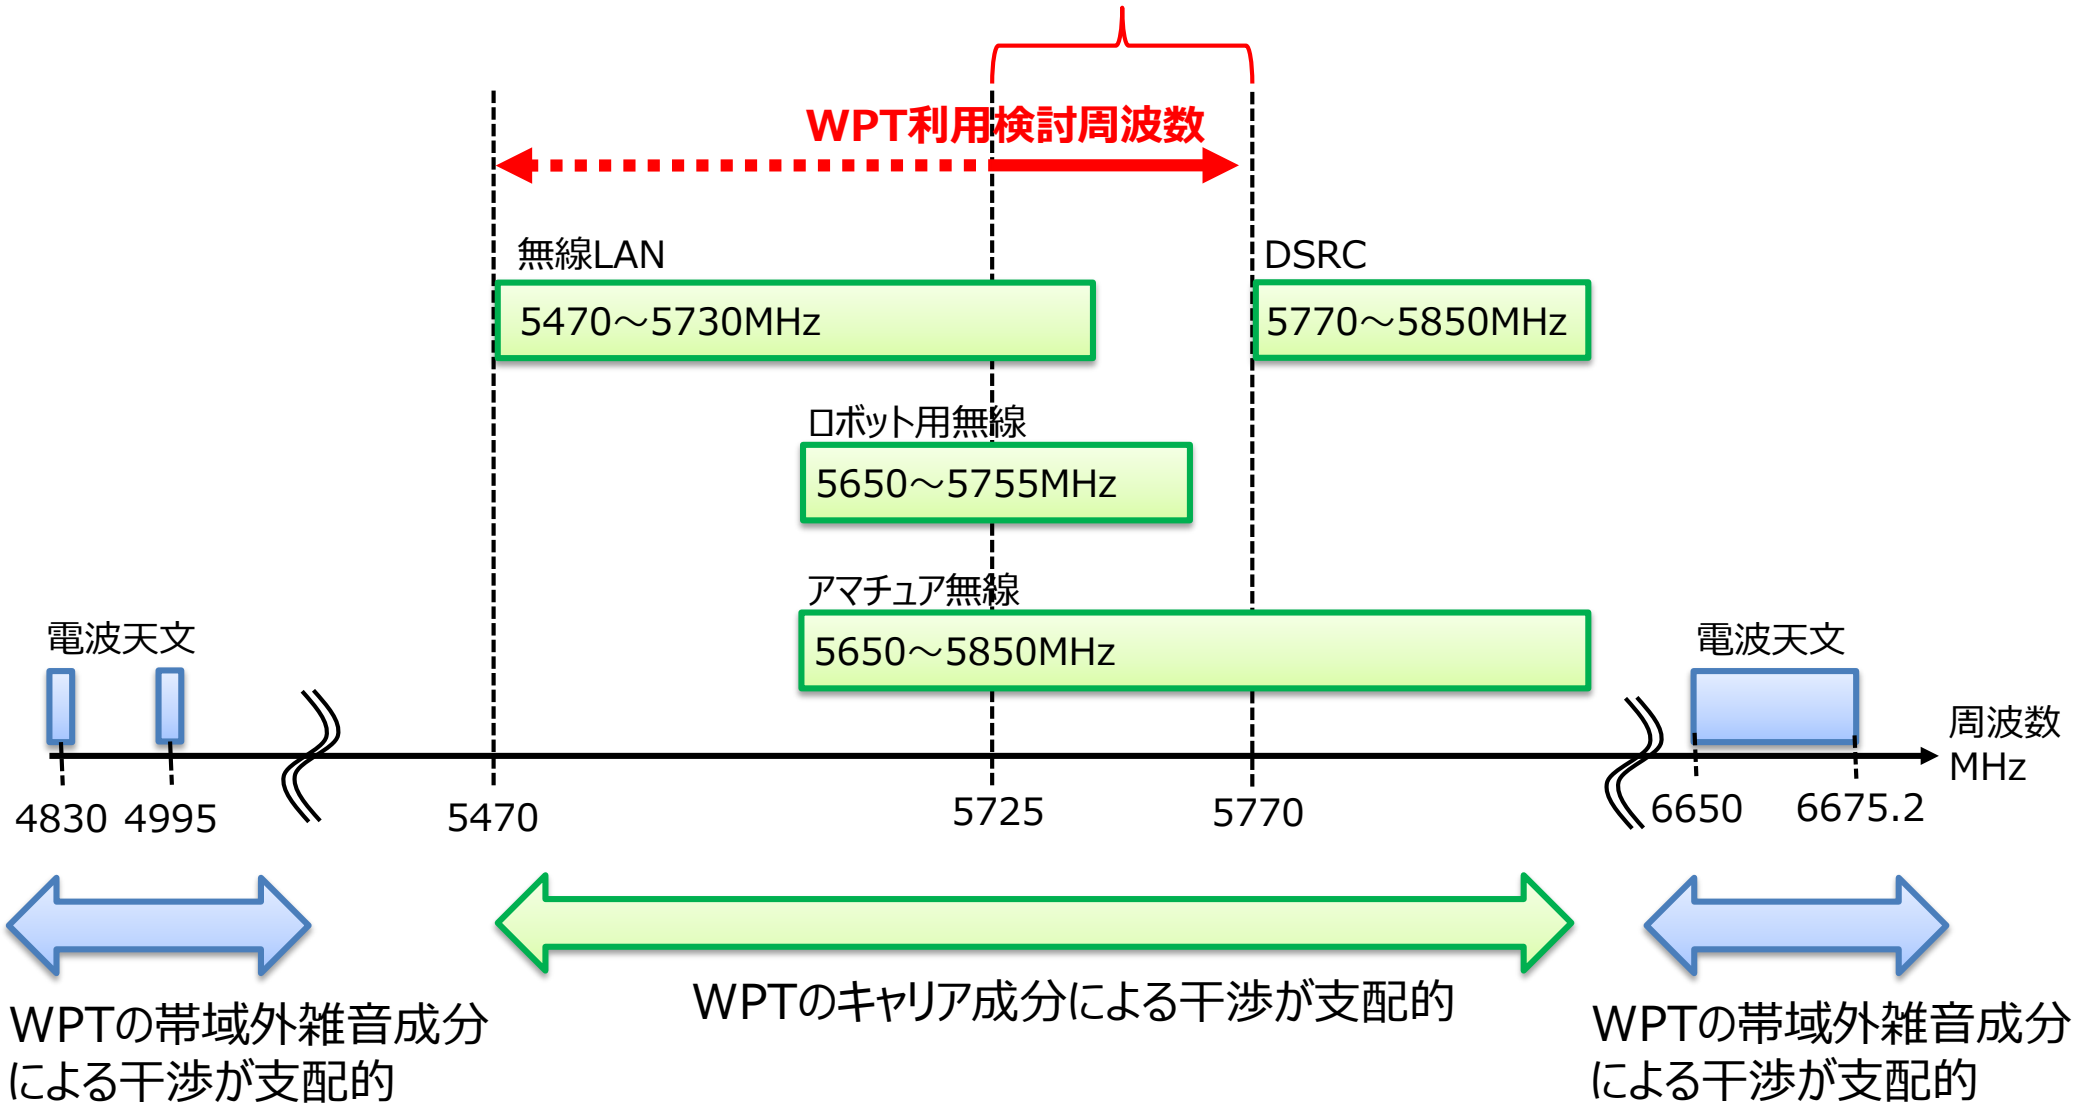 WPT利用検討周波数
無線LAN
DSRC
5470～5730MHz
5770～5850MHz
ロボット用無線
5650～5755MHz
アマチュア無線
5650～5850MHz
電波天文
電波天文
周波数
MHz
4830
4995
5470
5725
5770
6650
6675.2
WPTのキャリア成分による干渉が支配的
WPTの帯域外雑音成分
による干渉が支配的
WPTの帯域外雑音成分
による干渉が支配的